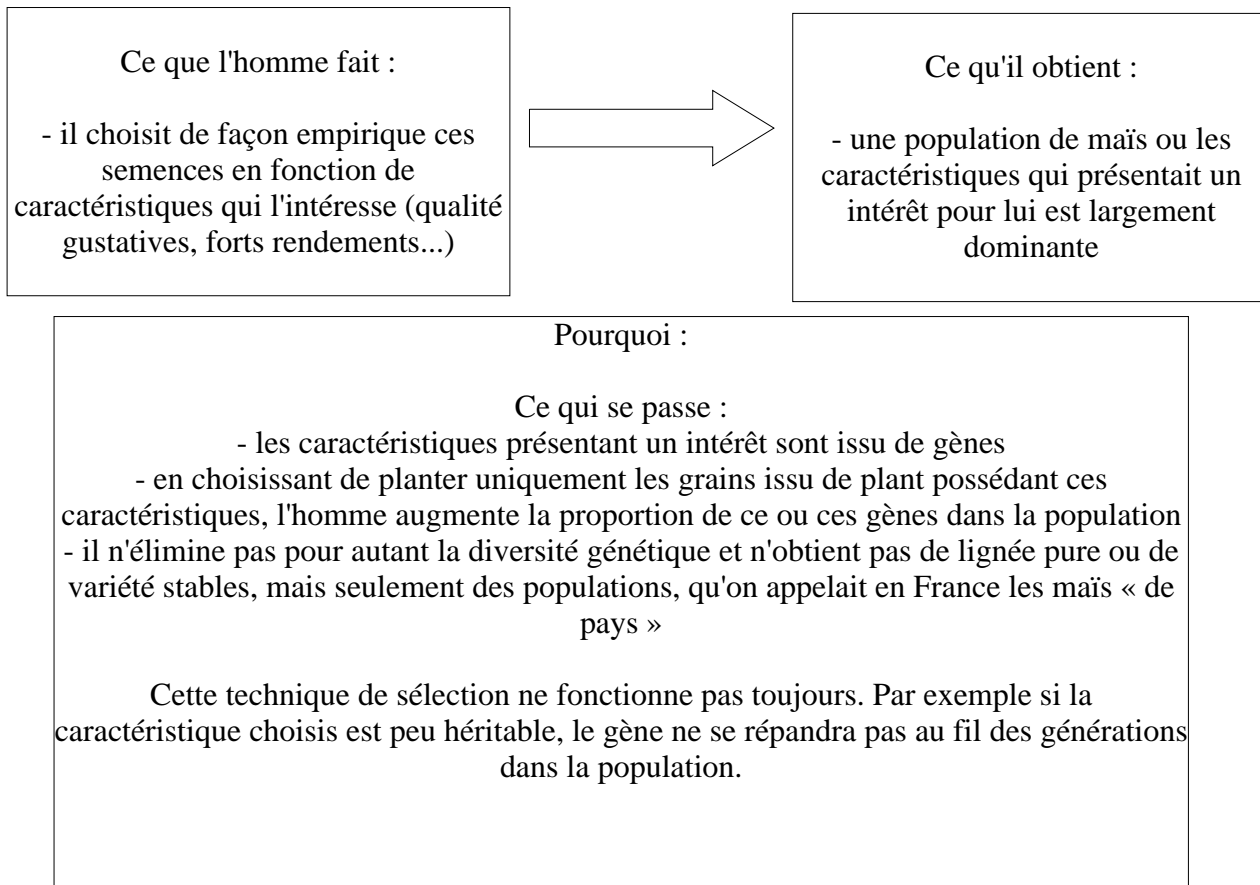 Ce que l'homme fait :
- il choisit de façon empirique ces
semences en fonction de
caractéristiques qui l'intéresse (qualité
gustatives, forts rendements...)
Ce qu'il obtient :
- une population de maïs ou les
caractéristiques qui présentait un
intérêt pour lui est largement
dominante
Pourquoi :
Ce qui se passe :
- les caractéristiques présentant un intérêt sont issu de gènes
- en choisissant de planter uniquement les grains issu de plant possédant ces
caractéristiques, l'homme augmente la proportion de ce ou ces gènes dans la population
- il n'élimine pas pour autant la diversité génétique et n'obtient pas de lignée pure ou de
variété stables, mais seulement des populations, qu'on appelait en France les maïs « de
pays »
Cette technique de sélection ne fonctionne pas toujours. Par exemple si la
caractéristique choisis est peu héritable, le gène ne se répandra pas au fil des générations
dans la population.